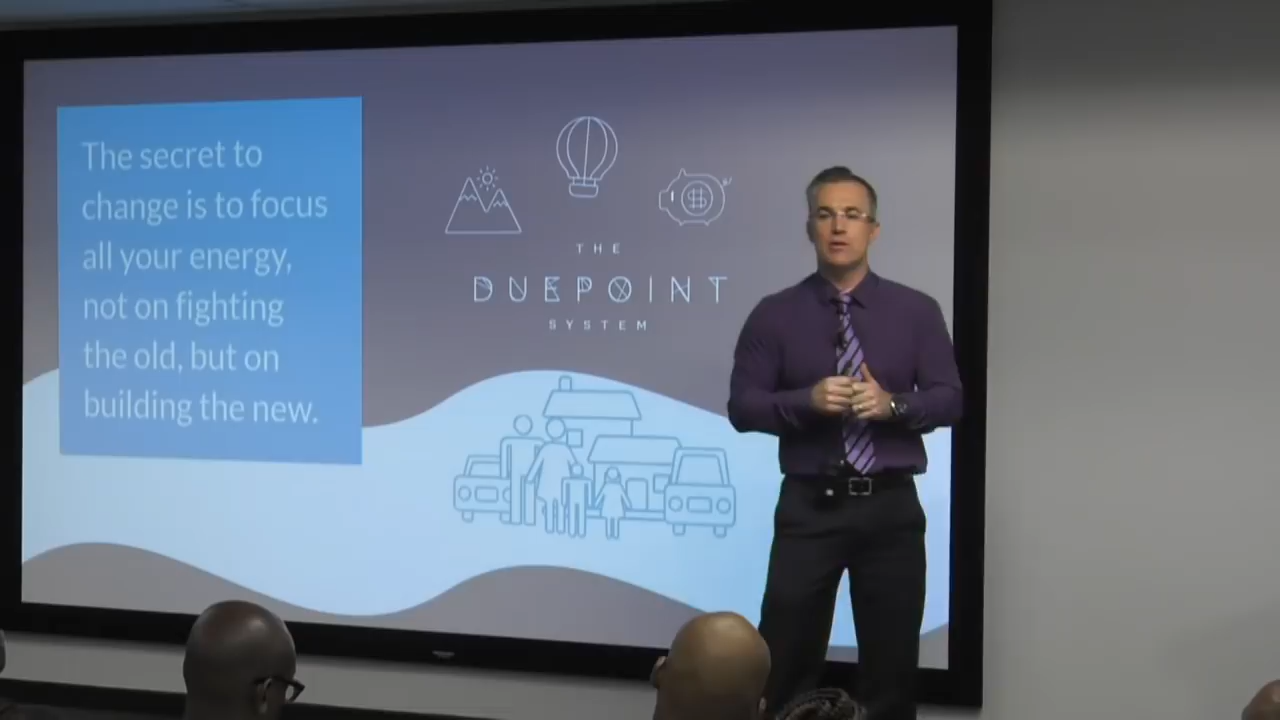 The secret to
change is to focus
all your energy,
not on fighting
the old, but on
building the new.
THE
DUEPOINT
SYSTEM